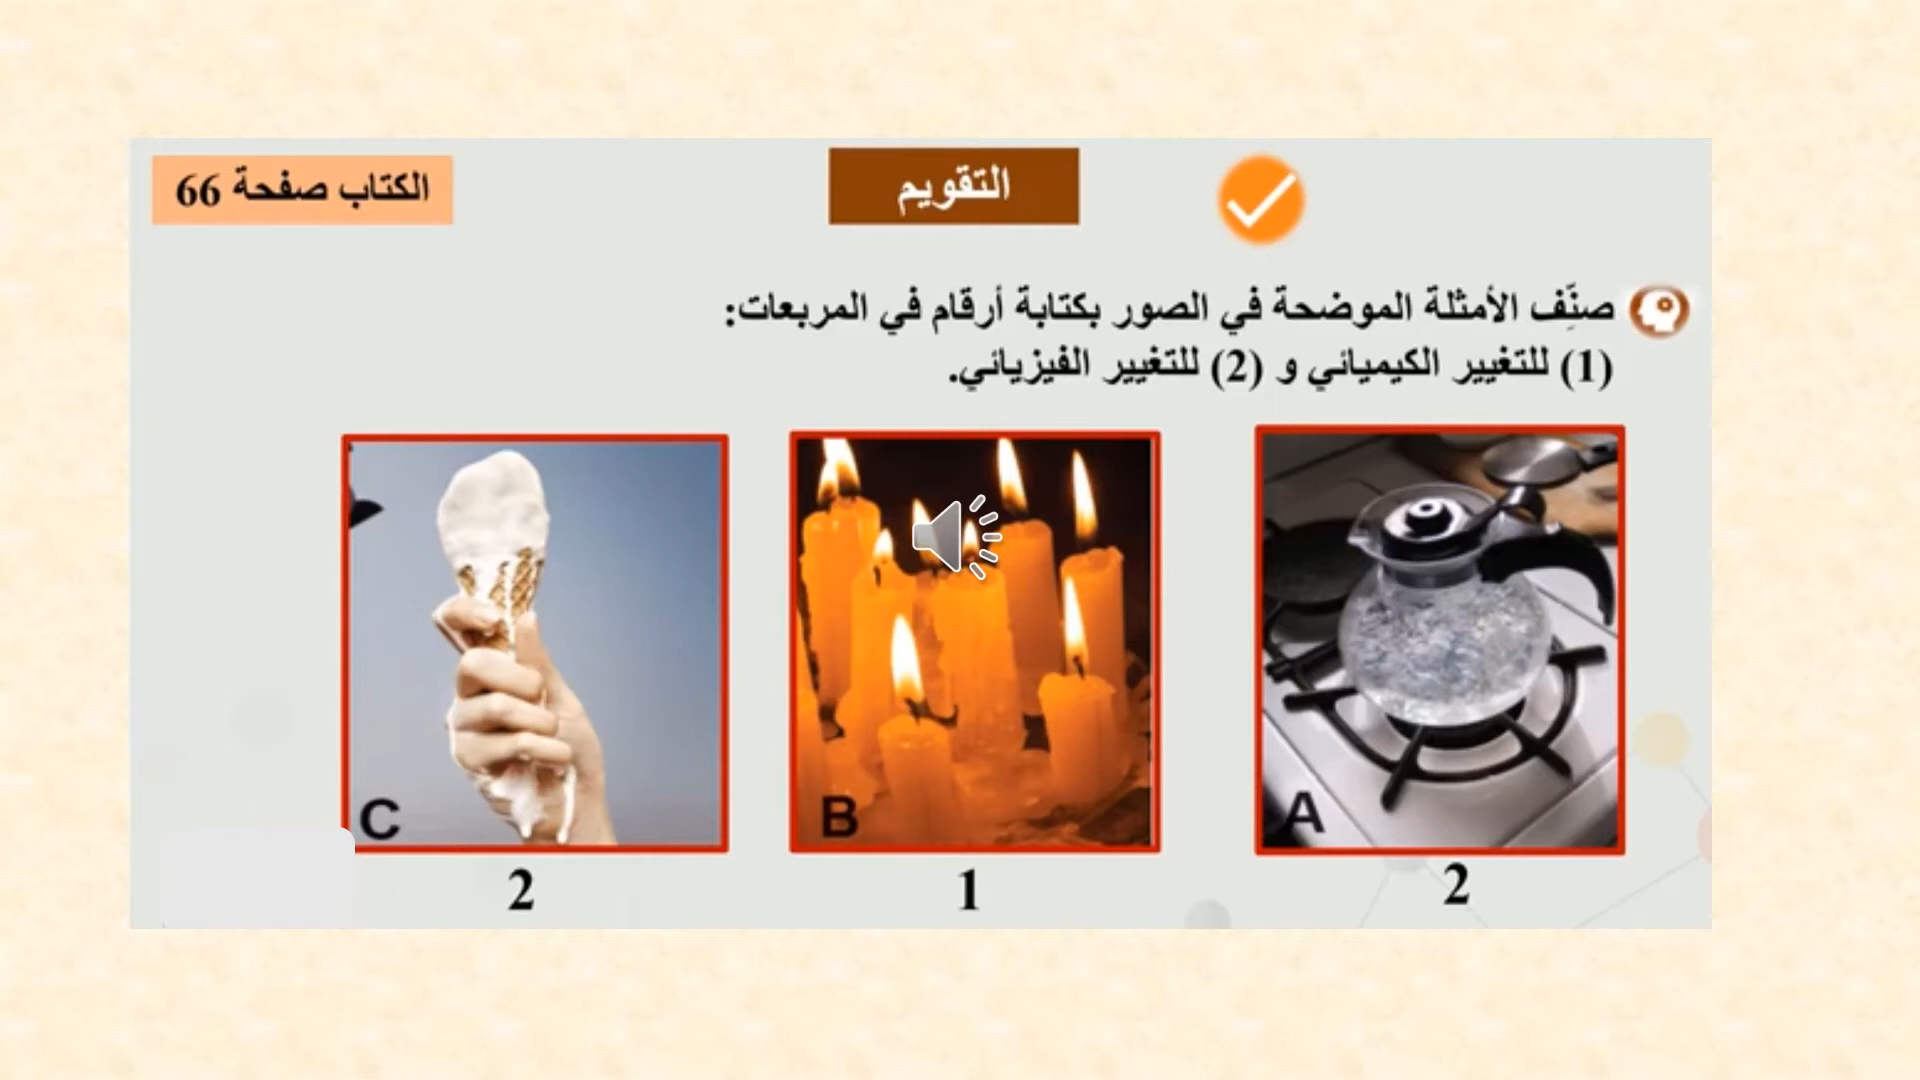 التقويم
الكتاب صفحة 66
صنِّف الأمثلة الموضحة في الصور بكتابة أرقام في المربعات:
(1) للتغيير الكيميائي و (2) للتغيير الفيزيائي.
A
B
C
2
1
2